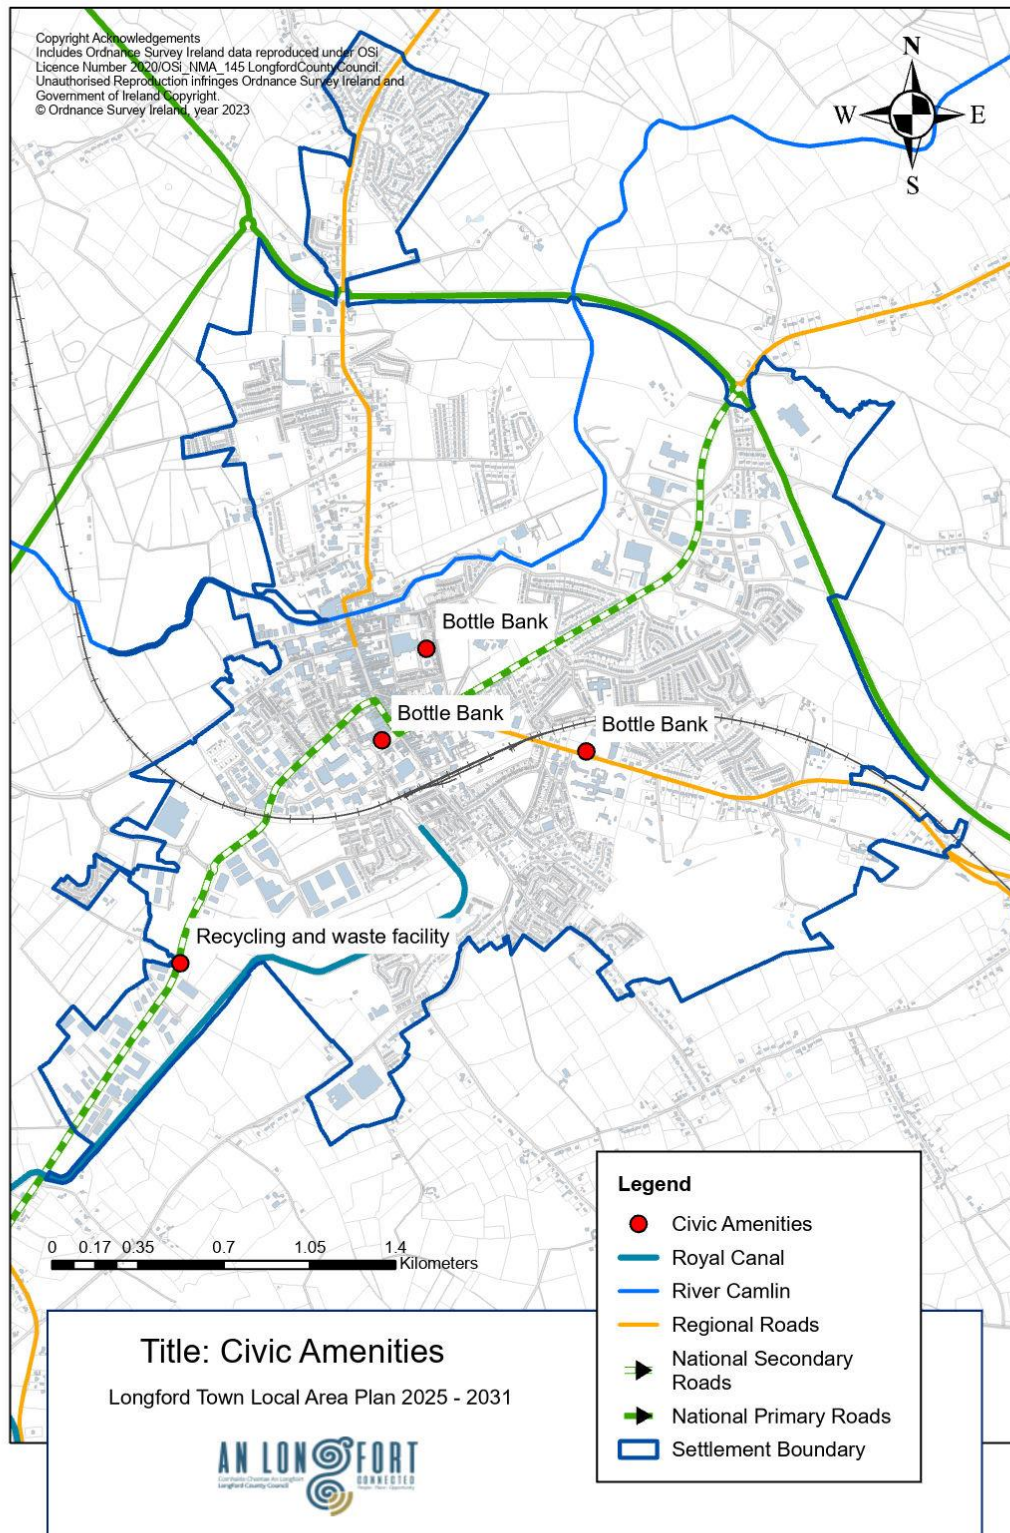 Copyright Acknowledgements
Includes Ordnance Survey Ireland data reproduced under OSi
Licence Number 2020/OSi_NMA_145 LongfordCountyCouncil.
Unauthorised Reproduction infringes Ordnance Survey Ireland and
Government of Ireland Copyright.
© Ordnance Survey Ireland, year 2023
N
W E
S
Bottle Bank
Bottle Bank
Bottle Bank
Recycling and waste facility
0 0.17 0.35 0.7 1.05 1.4
Kilometers
Legend
Civic Amenities
Royal Canal
River Camlin
Regional Roads
National Secondary
Roads
National Primary Roads
Settlement Boundary
Title: Civic Amenities
Longford Town Local Area Plan 2025 - 2031
AN LONGFORT
CONNECTED
Longford County Council